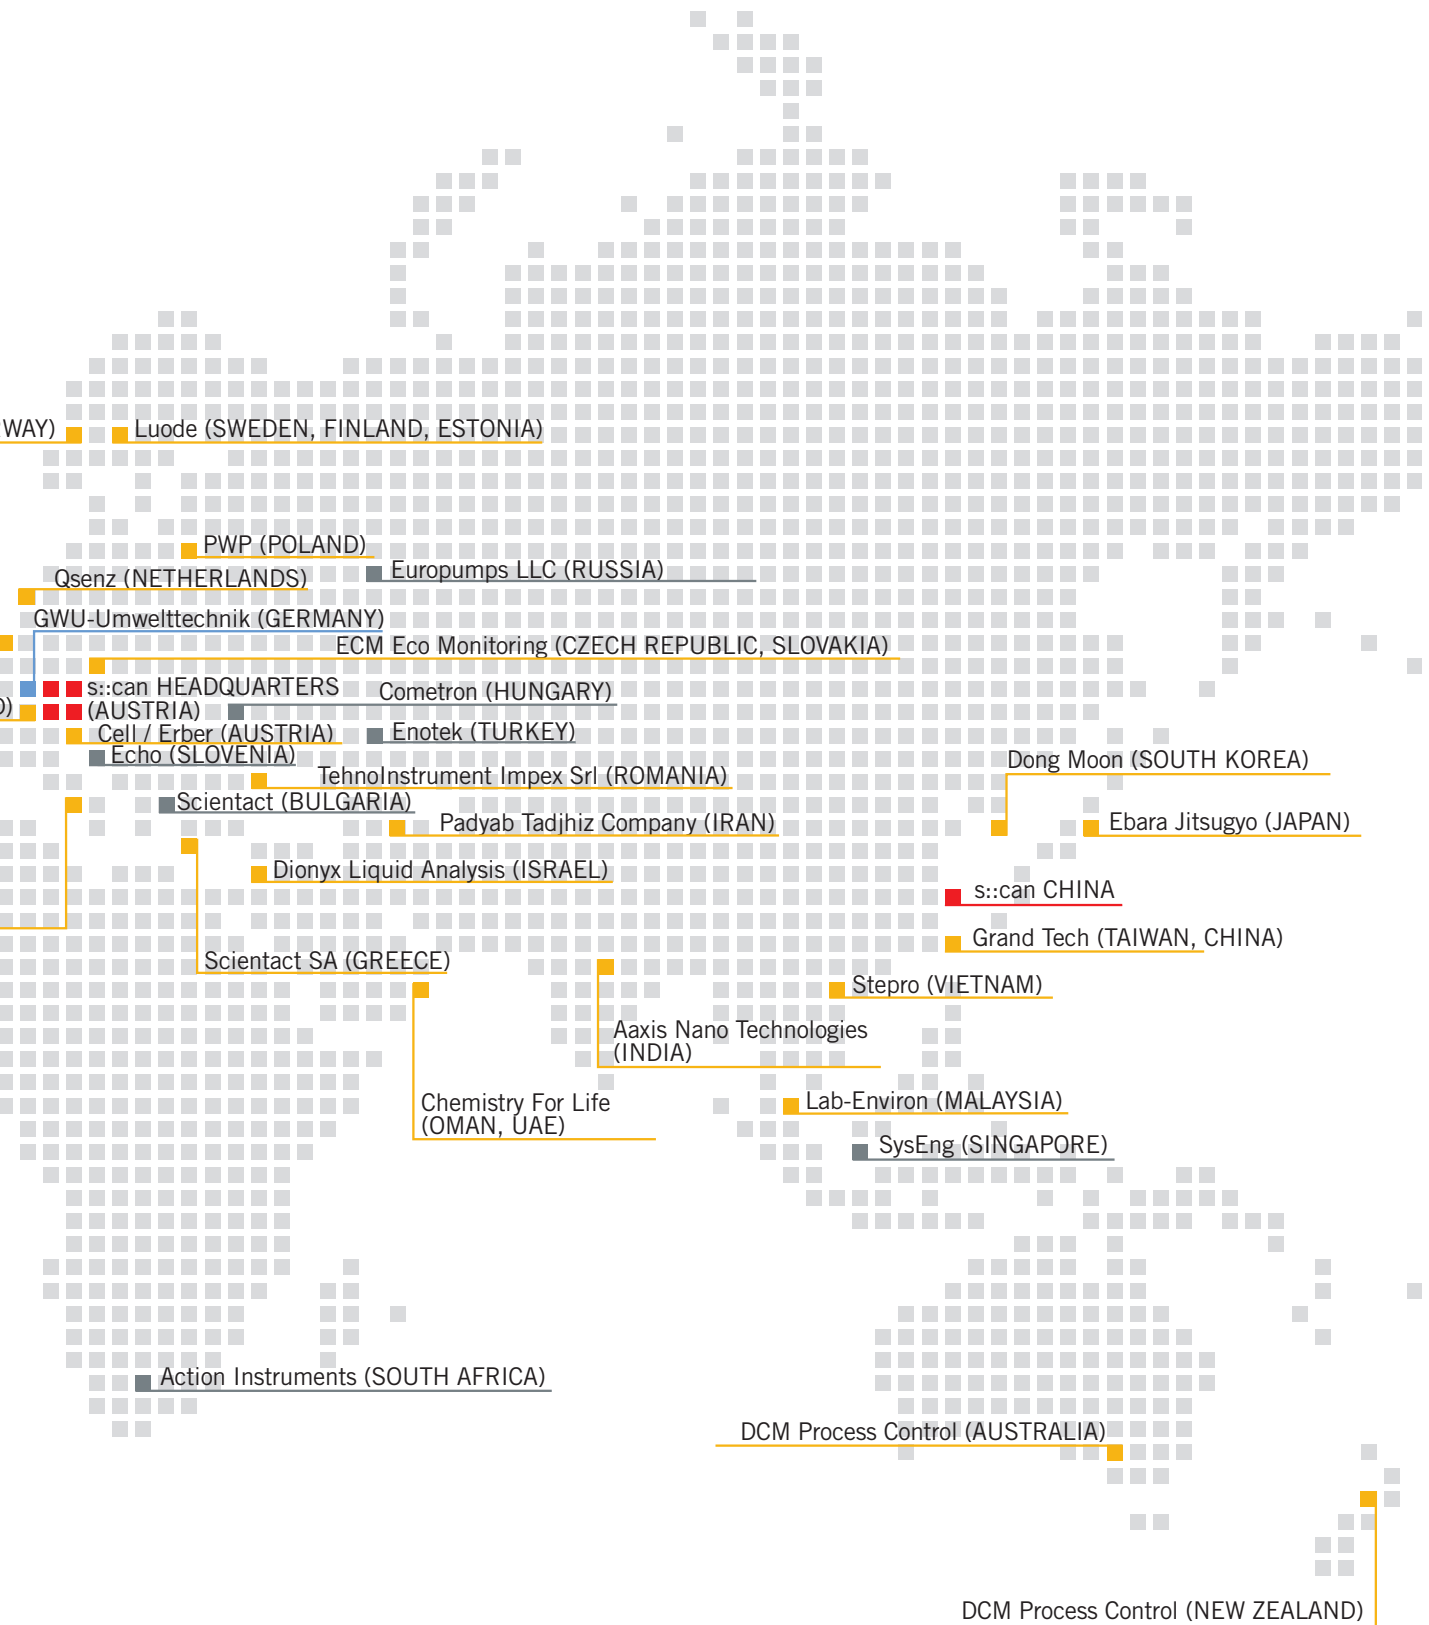 WAY)
Luode (SWEDEN, FINLAND, ESTONIA)
PWP (POLAND)
Europumps LLC (RUSSIA)
Qsenz (NETHERLANDS)
GWU-Umwelttechnik (GERMANY)
ECM Eco Monitoring (CZECH REPUBLIC, SLOVAKIA)
s::can HEADQUARTERS
(AUSTRIA)
Cometron (HUNGARY)
Cell / Erber (AUSTRIA)
Enotek (TURKEY)
Echo (SLOVENIA)
Dong Moon (SOUTH KOREA)
TehnoInstrument Impex Srl (ROMANIA)
Scientact (BULGARIA)
Padyab Tadjhiz Company (IRAN)
Ebara Jitsugyo (JAPAN)
Dionyx Liquid Analysis (ISRAEL)
s::can CHINA
Grand Tech (TAIWAN, CHINA)
Scientact SA (GREECE)
Stepro (VIETNAM)
Aaxis Nano Technologies
(INDIA)
Chemistry For Life
(OMAN, UAE)
Lab-Environ (MALAYSIA)
SysEng (SINGAPORE)
Action Instruments (SOUTH AFRICA)
DCM Process Control (AUSTRALIA)
DCM Process Control (NEW ZEALAND)